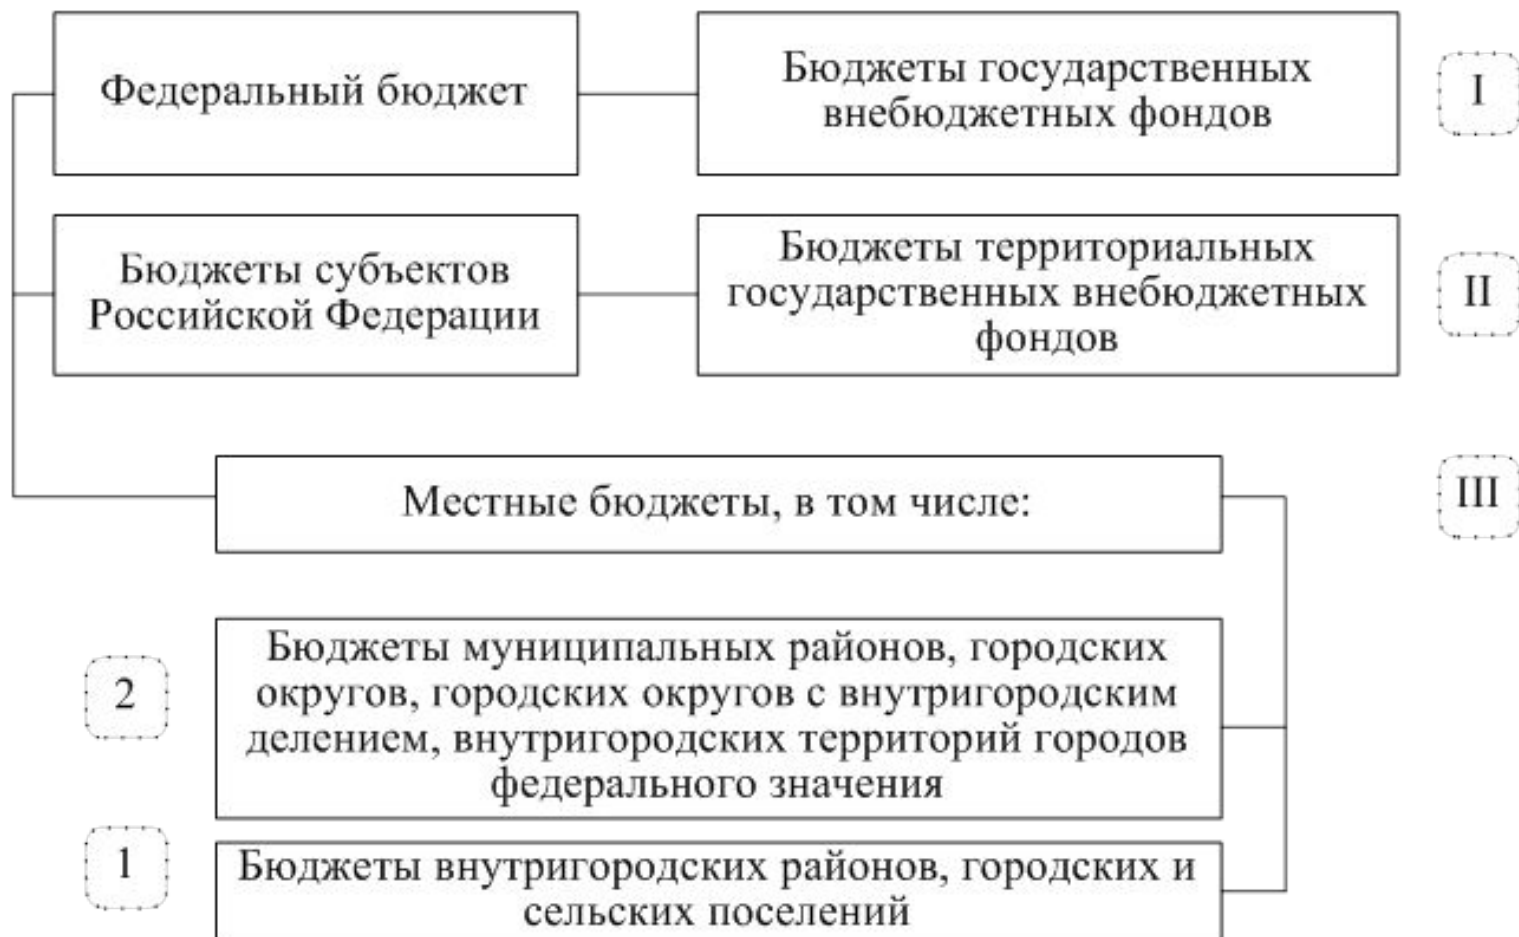 Федеральный бюджет
Бюджеты государственных
внебюджетных фондов
I
Бюджеты субъектов
Российской Федерации
Бюджеты территориальных
государственных внебюджетных
фондов
II
Местные бюджеты, в том числе:
III
2
Бюджеты муниципальных районов, городских
округов, городских округов с внутригородским
делением, внутригородских территорий городов
федерального значения
1
Бюджеты внутригородских районов, городских и
сельских поселений